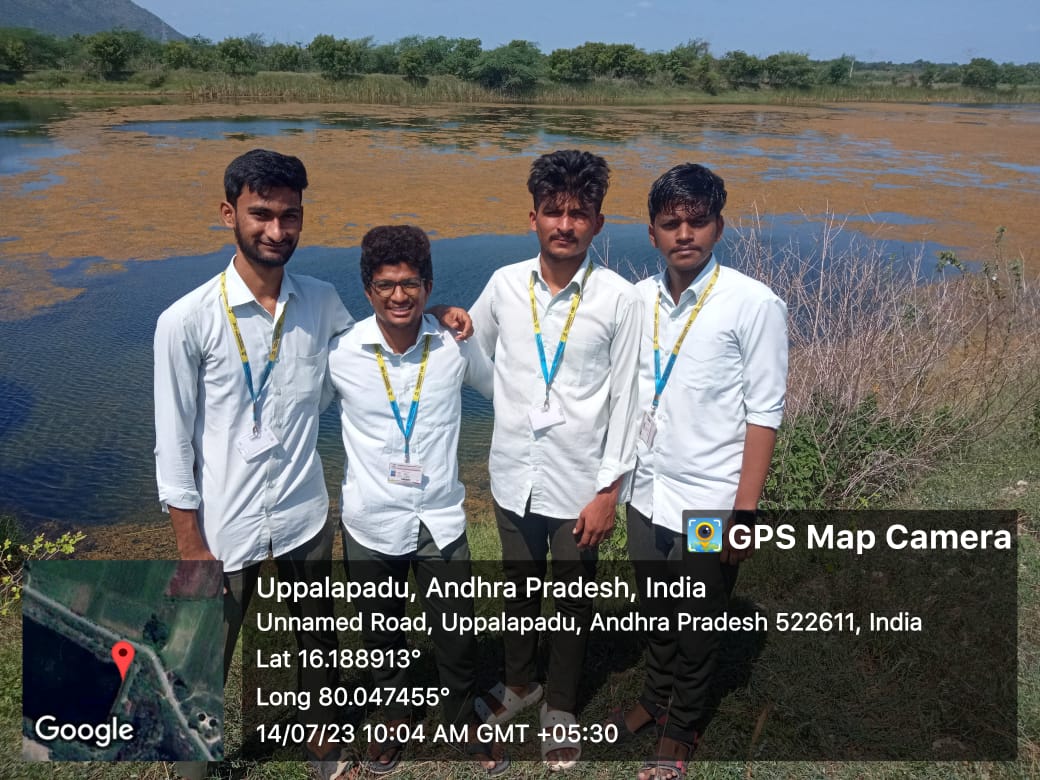 GPS Map Camera
Uppalapadu, Andhra Pradesh, India
Unnamed Road, Uppalapadu, Andhra Pradesh 522611, India
Lat 16.188913°
Long 80.047455°
14/07/23 10:04 AM GMT +05:30
Google